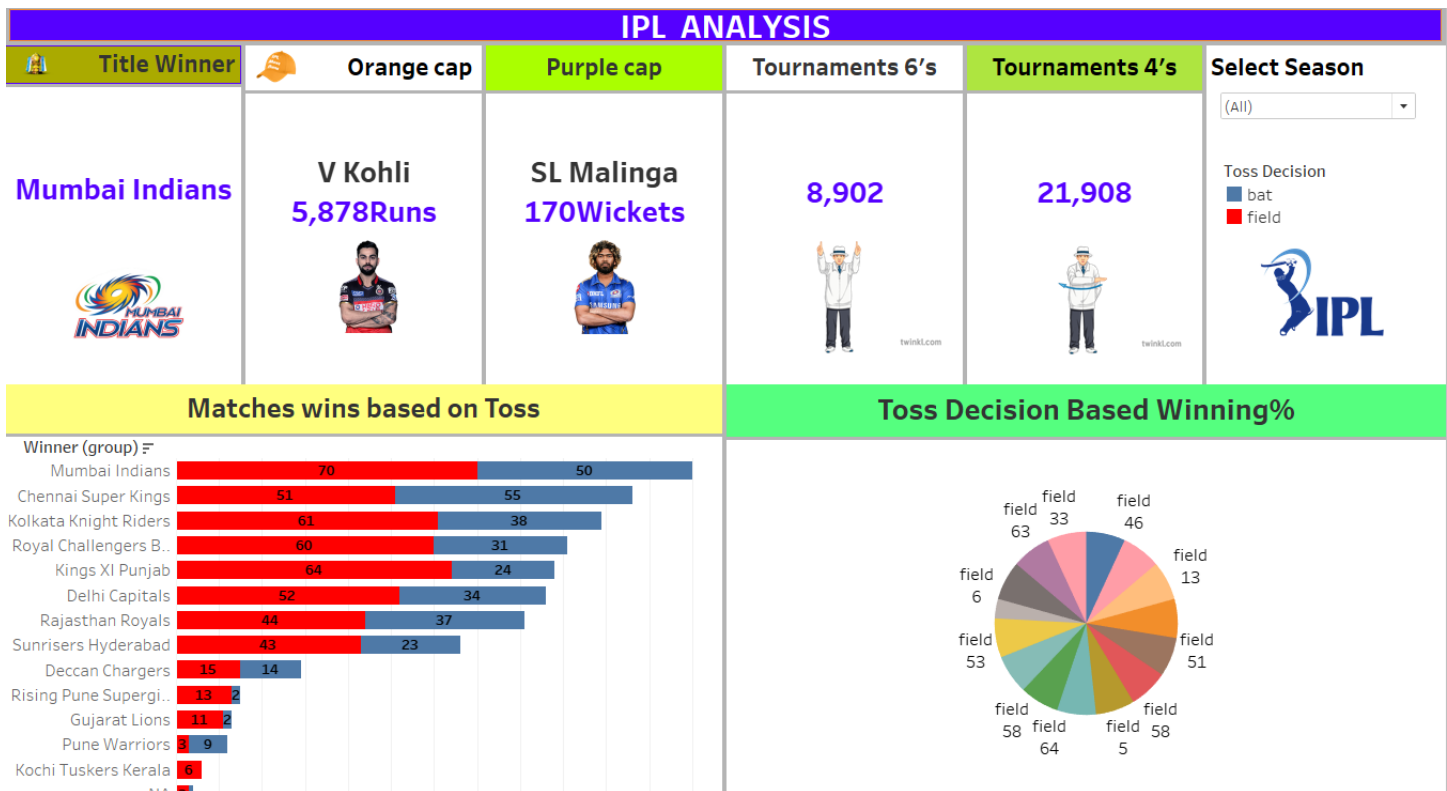 IPL ANALYSIS
Title Winner
Orange cap
Purple cap
Tournaments 6's
Tournaments 4's
Select Season
(All)
Mumbai Indians
V Kohli
5,878Runs
SL Malinga
170Wickets
8,902
21,908
Toss Decision
bat
field
MUMBAI
INDIANS
SAMSUNG
twinkl.com
twinkl.com
IPL
Matches wins based on Toss
Toss Decision Based Winning%
Winner (group)
Mumbai Indians 70 50
Chennai Super Kings 51 55
Kolkata Knight Riders 61 38
Royal Challengers B.. 60 31
Kings XI Punjab 64 24
Delhi Capitals 52 34
Rajasthan Royals 44 37
Sunrisers Hyderabad 43 23
Deccan Chargers 15 14
Rising Pune Supergi.. 13 2
Gujarat Lions 11 2
Pune Warriors 3 9
Kochi Tuskers Kerala 6
NA
field
33
field
46
field
63
field
13
field
6
field
51
field
53
field
58
field
58
field
64
field
5